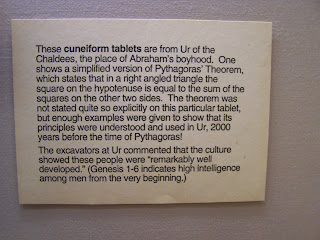 These cuneiform tablets are from Ur of the
Chaldees, the place of Abraham's boyhood.  One
shows a simplified version of Pythagoras' Theorem,
which states that in a right angled triangle the
square on the hypotenuse is equal to the sum of the
squares on the other two sides.  The theorem was
not stated quite so explicitly on this particular tablet,
but enough examples were given to show that its
principles were understood and used in Ur, 2000
years before the time of Pythagoras!
The excavators at Ur commented that the culture
showed these people were "remarkably well
developed." (Genesis 1-6 indicates high intelligence
among men from the very beginning.)